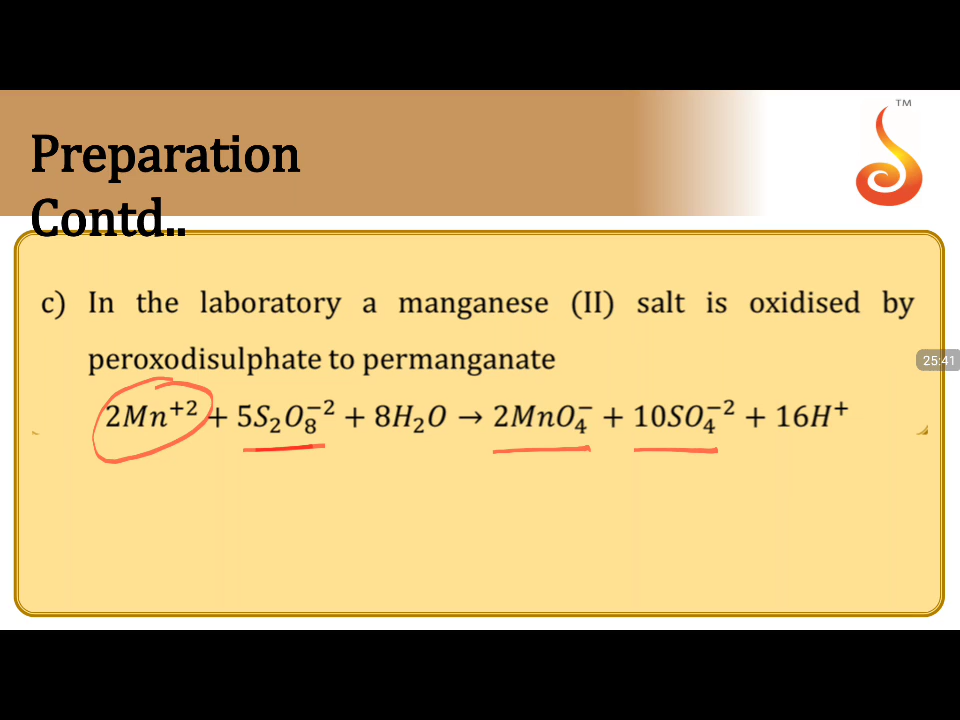 TM
Preparation
Contd..
c) In the laboratory a manganese (II) salt is oxidised by
25:41
peroxodisulphate to permanganate
2Mn⁺² + 5S₂O₈⁻² + 8H₂O → 2MnO₄⁻ + 10SO₄⁻² + 16H⁺